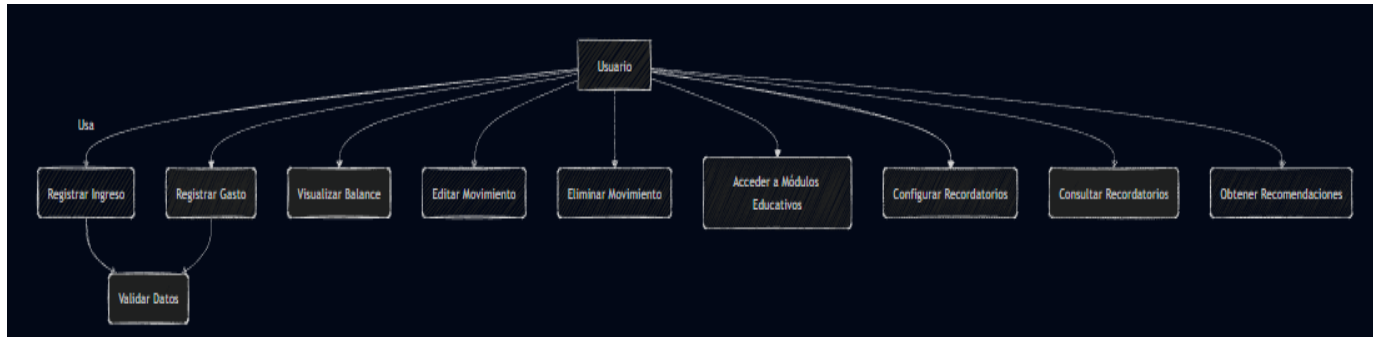 Usuario
Usa
Registrar Ingreso
Registrar Gasto
Visualizar Balance
Editar Movimiento
Eliminar Movimiento
Acceder a Módulos
Educativos
Configurar Recordatorios
Consultar Recordatorios
Obtener Recomendaciones
Validar Datos